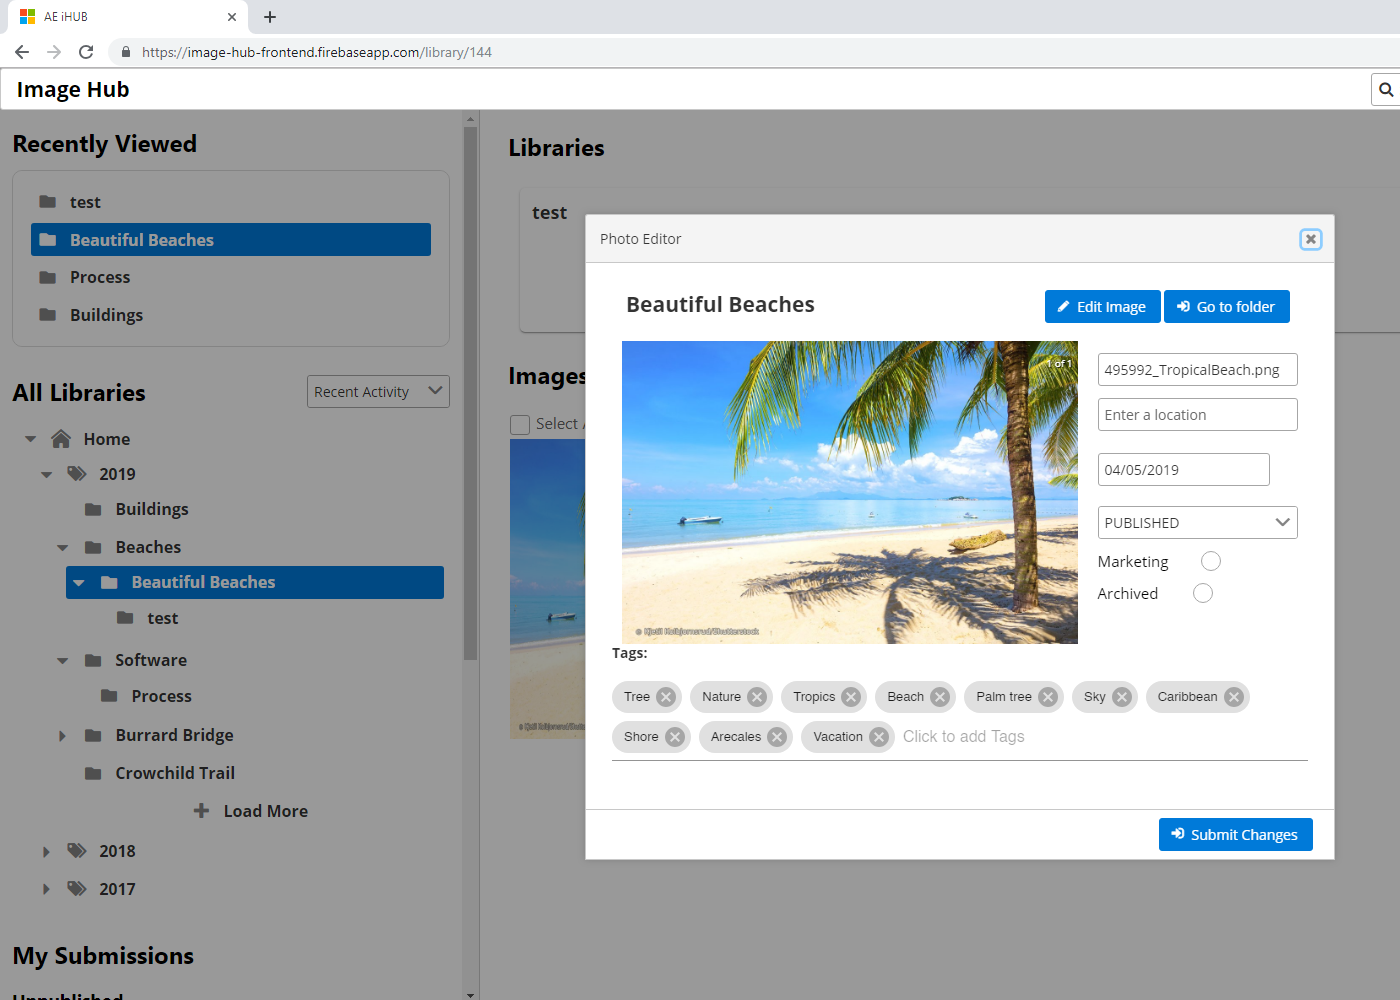 AE iHUB
https://image-hub-frontend.firebaseapp.com/library/144
Image Hub
Recently Viewed
test
Beautiful Beaches
Process
Buildings
All Libraries
Recent Activity
Home
2019
Buildings
Beaches
Beautiful Beaches
test
Software
Process
Burrard Bridge
Crowchild Trail
Load More
2018
2017
My Submissions
Unpublished
Libraries
test
Images
Select
Photo Editor
Beautiful Beaches
Edit Image
Go to folder
1 of 1
© Kjetil Kolbjornsrud/Shutterstock
495992_TropicalBeach.png
Enter a location
04/05/2019
PUBLISHED
Marketing
Archived
Tags:
Tree Nature Tropics Beach Palm tree Sky Caribbean
Shore Arecales Vacation Click to add Tags
Submit Changes